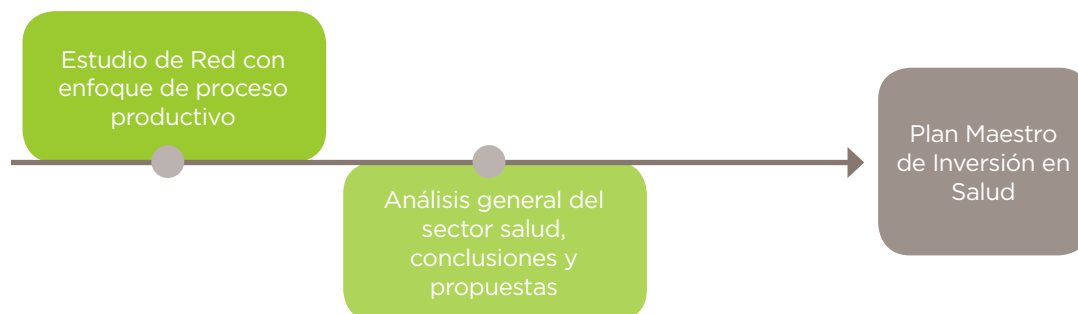 Estudio de Red con
enfoque de proceso
productivo
Análisis general del
sector salud,
conclusiones y
propuestas
Plan Maestro
de Inversión en
Salud